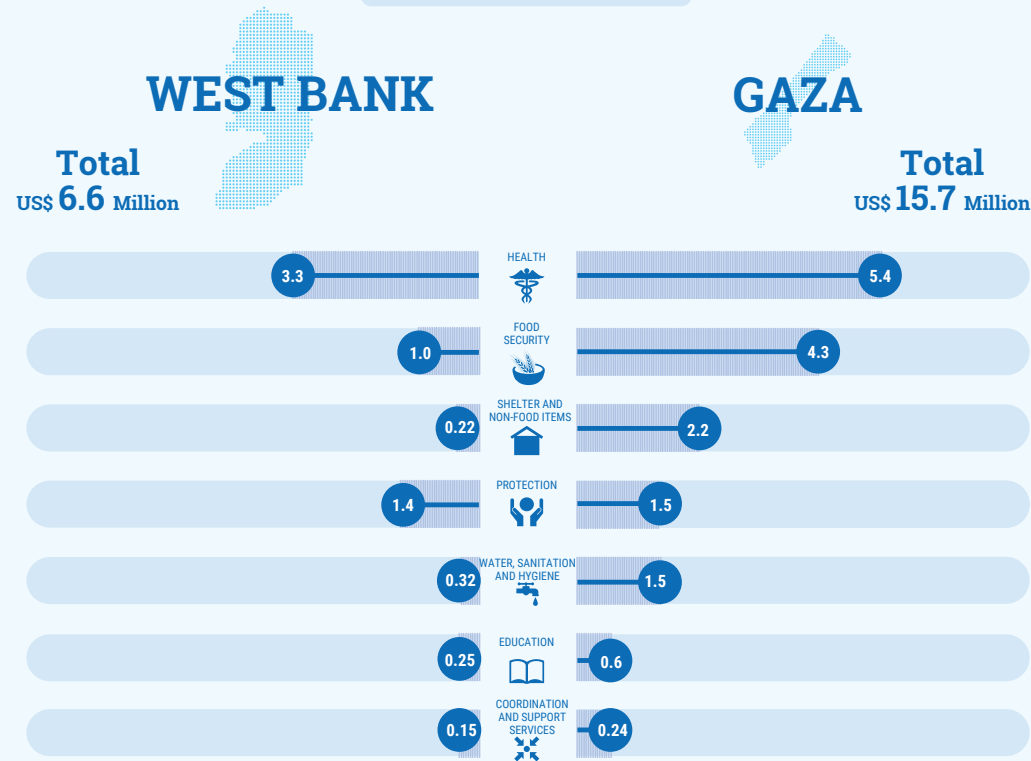 WEST BANK
GAZA
Total
US$ 6.6 Million
Total
US$ 15.7 Million
3.3
HEALTH
5.4
1.0
FOOD
SECURITY
4.3
0.22
SHELTER AND
NON-FOOD ITEMS
2.2
1.4
PROTECTION
1.5
0.32
WATER, SANITATION
AND HYGIENE
1.5
0.25
EDUCATION
0.6
0.15
COORDINATION
AND SUPPORT
SERVICES
0.24